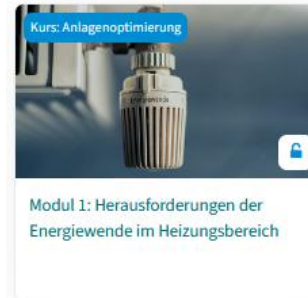 Kurs: Anlagenoptimierung
Modul 1: Herausforderungen der
Energiewende im Heizungsbereich